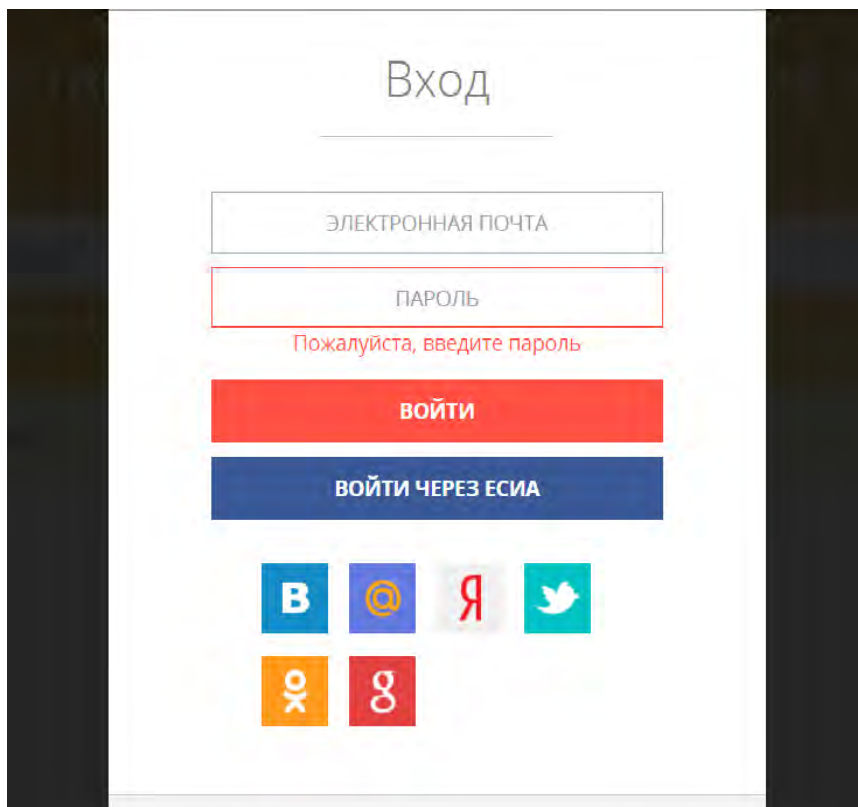 Вход
ЭЛЕКТРОННАЯ ПОЧТА
ПАРОЛЬ
Пожалуйста, введите пароль
ВОЙТИ
ВОЙТИ ЧЕРЕЗ ЕСИА
В @ Я
g